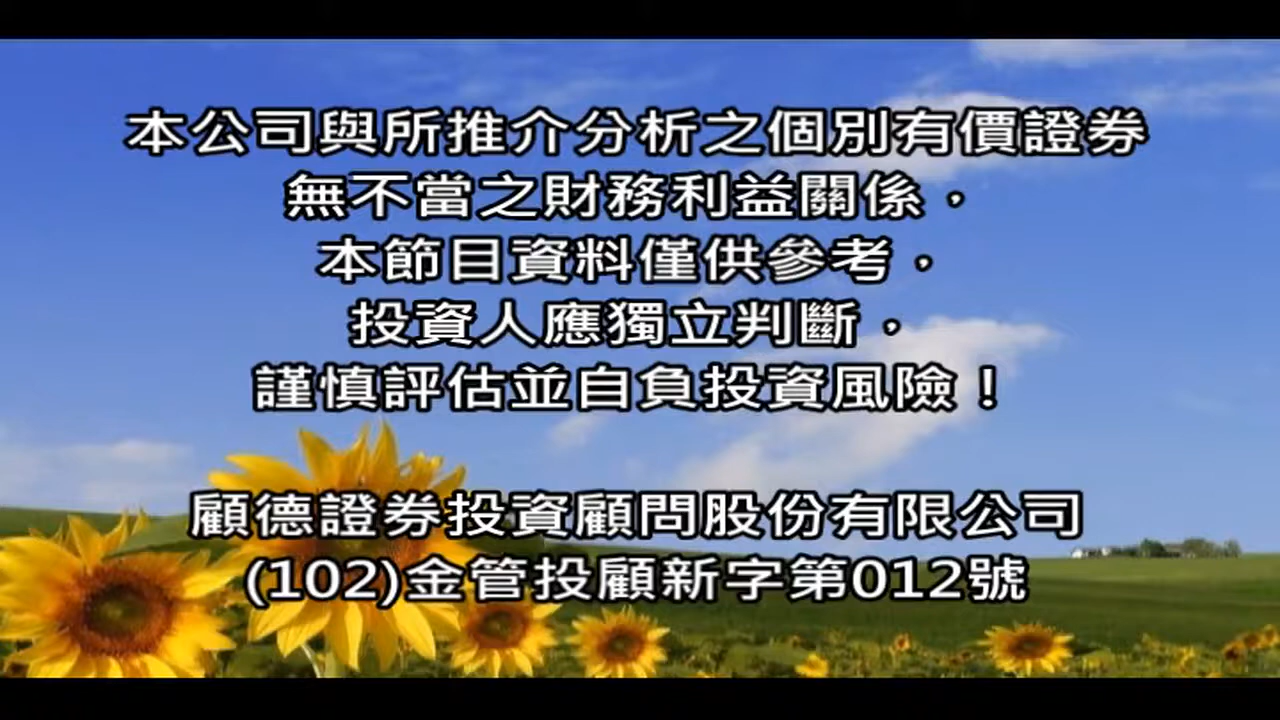 本公司與所推介分析之個別有價證券
無不當之財務利益關係，
本節目資料僅供參考，
投資人應獨立判斷，
謹慎評估並自負投資風險！
顧德證券投資顧問股份有限公司
(102)金管投顧新字第012號